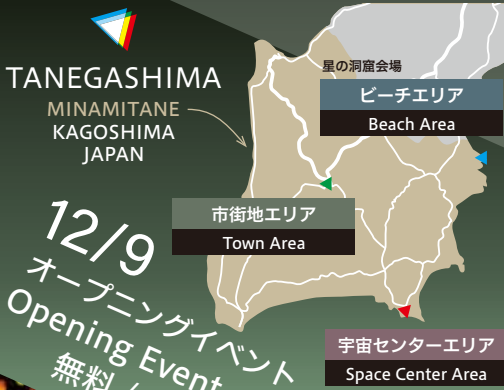 TANEGASHIMA
MINAMITANE
KAGOSHIMA
JAPAN
星の洞窟会場
ビーチエリア
Beach Area
市街地エリア
Town Area
12/9
オープニングイベント
Opening Event
無料
宇宙センターエリア
Space Center Area